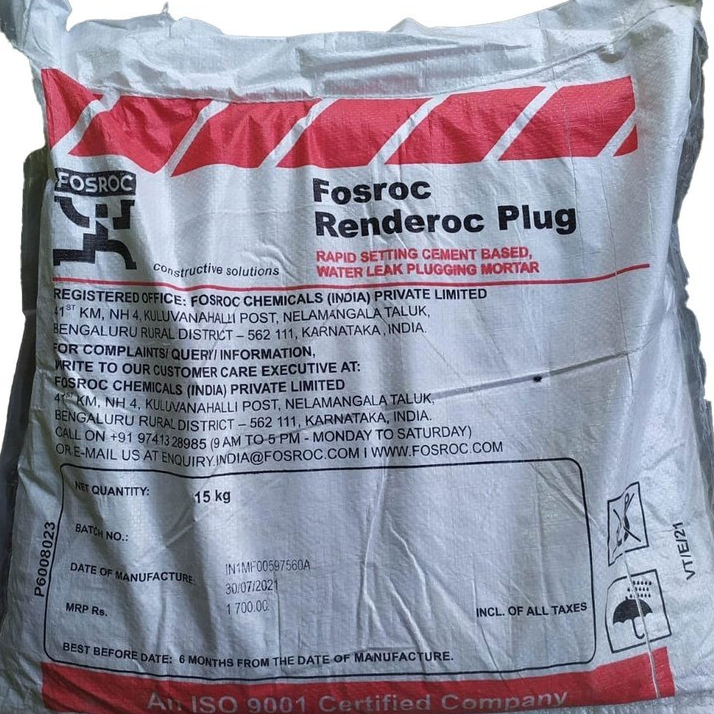 FOSROC
constructive solutions
Fosroc
Renderoc Plug
RAPID SETTING CEMENT BASED,
WATER LEAK PLUGGING MORTAR
REGISTERED OFFICE: FOSROC CHEMICALS (INDIA) PRIVATE LIMITED
41ST KM, NH 4, KULUVANAHALLI POST, NELAMANGALA TALUK,
BENGALURU RURAL DISTRICT – 562 111, KARNATAKA, INDIA.
FOR COMPLAINTS/ QUERY/ INFORMATION,
WRITE TO OUR CUSTOMER CARE EXECUTIVE AT:
FOSROC CHEMICALS (INDIA) PRIVATE LIMITED
41ST KM, NH 4, KULUVANAHALLI POST, NELAMANGALA TALUK,
BENGALURU RURAL DISTRICT – 562 111, KARNATAKA, INDIA.
CALL ON +91 97413 28985 (9 AM TO 5 PM - MONDAY TO SATURDAY)
OR E-MAIL US AT ENQUIRY.INDIA@FOSROC.COM I WWW.FOSROC.COM
NET QUANTITY: 15 kg
BATCH NO.: IN1MF00597560A
DATE OF MANUFACTURE: 30/07/2021
MRP Rs. 1 700.00 INCL. OF ALL TAXES
BEST BEFORE DATE: 6 MONTHS FROM THE DATE OF MANUFACTURE.
P6008023
VT/E/21
An ISO 9001 Certified Company